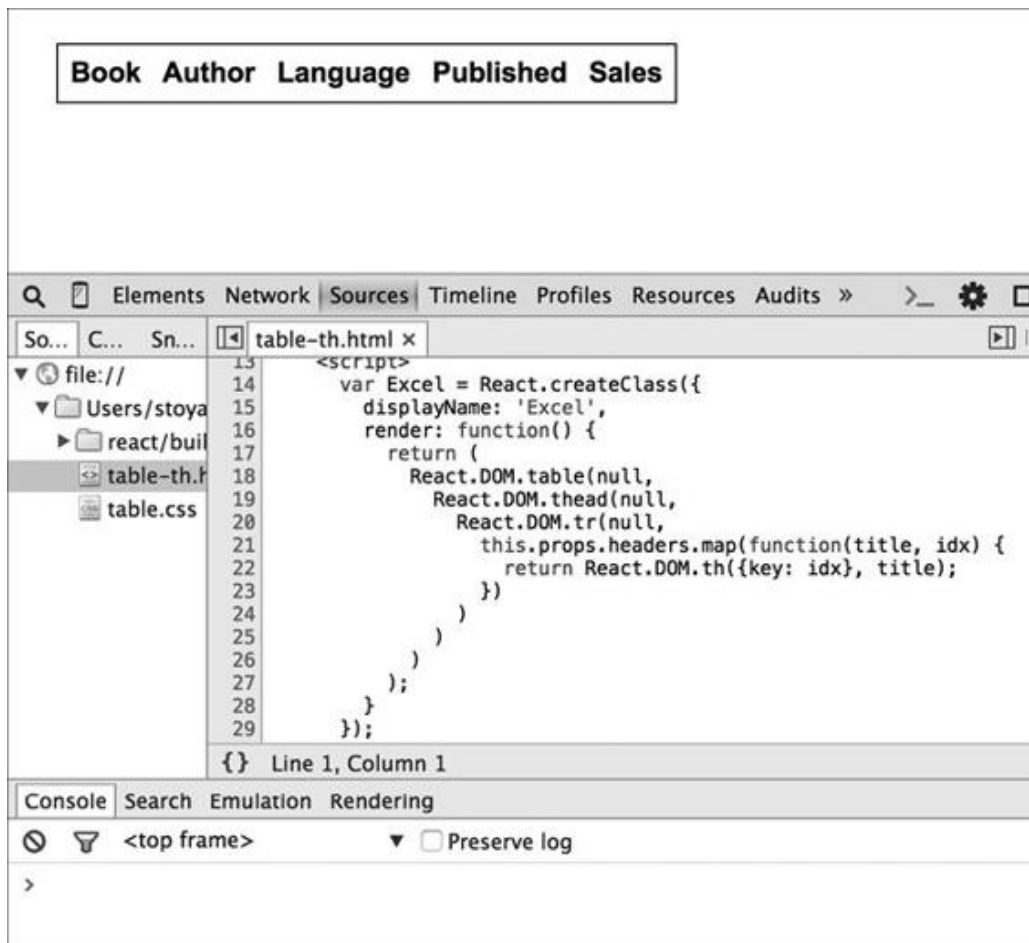 Book Author Language Published Sales
Elements Network Sources Timeline Profiles Resources Audits »
So... C... Sn... table-th.html ×
13 <script>
14 var Excel = React.createClass({
15 displayName: 'Excel',
16 render: function() {
17 return (
18 React.DOM.table(null,
19 React.DOM.thead(null,
20 React.DOM.tr(null,
21 this.props.headers.map(function(title, idx) {
22 return React.DOM.th({key: idx}, title);
23 })
24 )
25 )
26 )
27 );
28 }
29 });
file://
Users/stoya
react/buil
table-th.h
table.css
{} Line 1, Column 1
Console Search Emulation Rendering
<top frame> ▼ Preserve log
>